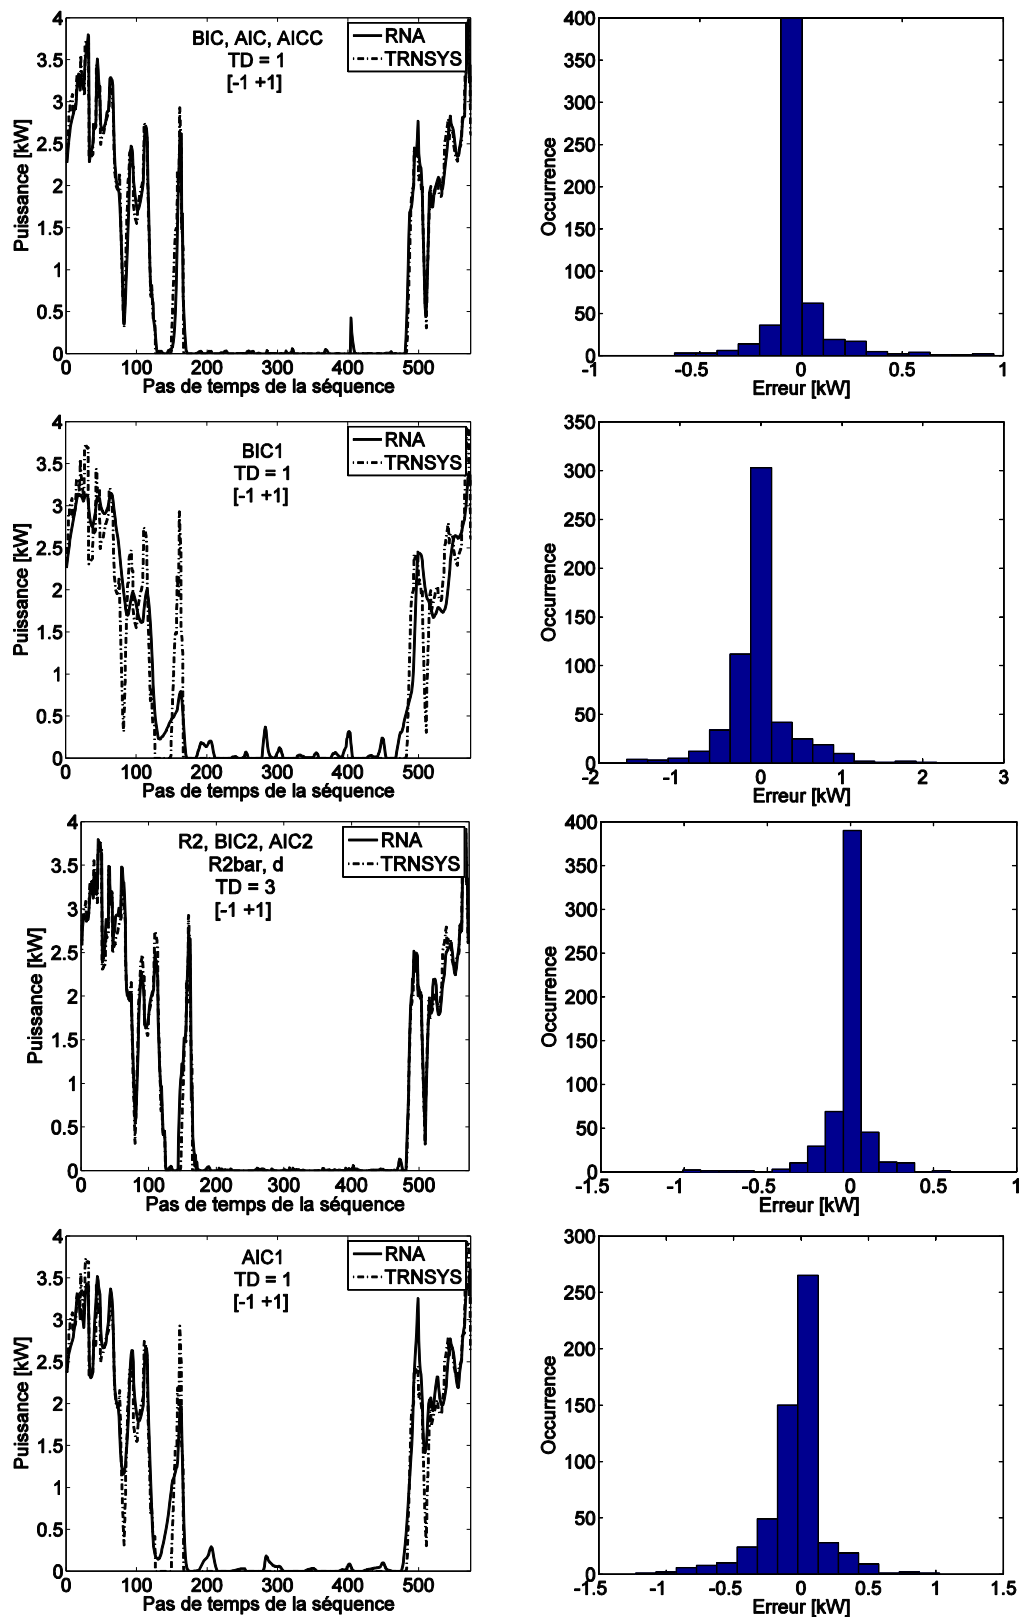 BIC, AIC, AICC
TD = 1
[-1 +1]
RNA
TRNSYS
Puissance [kW]
4
3.5
3
2.5
2
1.5
1
0.5
0
0 100 200 300 400 500
Pas de temps de la séquence
Occurrence
400
350
300
250
200
150
100
50
0
-1 -0.5 0 0.5 1
Erreur [kW]
BIC1
TD = 1
[-1 +1]
RNA
TRNSYS
Puissance [kW]
4
3.5
3
2.5
2
1.5
1
0.5
0
0 100 200 300 400 500
Pas de temps de la séquence
Occurrence
350
300
250
200
150
100
50
0
-2 -1 0 1 2 3
Erreur [kW]
R2, BIC2, AIC2
R2bar, d
TD = 3
[-1 +1]
RNA
TRNSYS
Puissance [kW]
4
3.5
3
2.5
2
1.5
1
0.5
0
0 100 200 300 400 500
Pas de temps de la séquence
Occurrence
400
350
300
250
200
150
100
50
0
-1.5 -1 -0.5 0 0.5 1
Erreur [kW]
AIC1
TD = 1
[-1 +1]
RNA
TRNSYS
Puissance [kW]
4
3.5
3
2.5
2
1.5
1
0.5
0
0 100 200 300 400 500
Pas de temps de la séquence
Occurrence
300
250
200
150
100
50
0
-1.5 -1 -0.5 0 0.5 1 1.5
Erreur [kW]